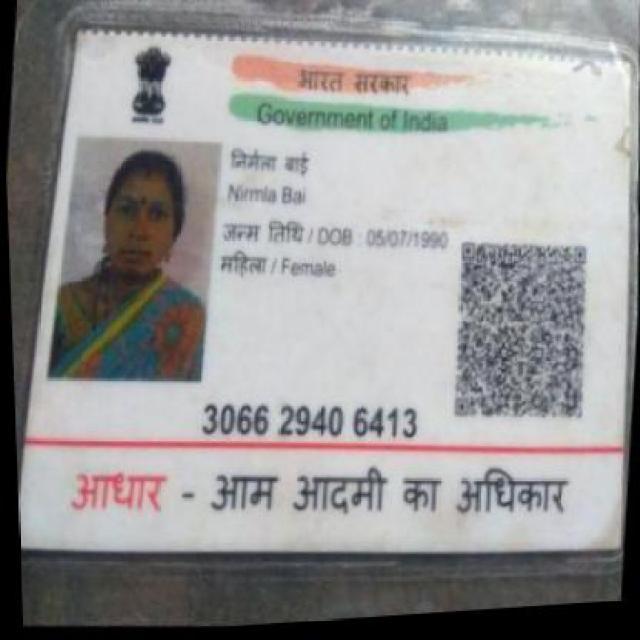 भारत सरकार
Government of India
निर्मला बाई
Nirmla Bai
जन्म तिथि / DOB : 05/07/1990
महिला / Female
3066 2940 6413
आधार - आम आदमी का अधिकार